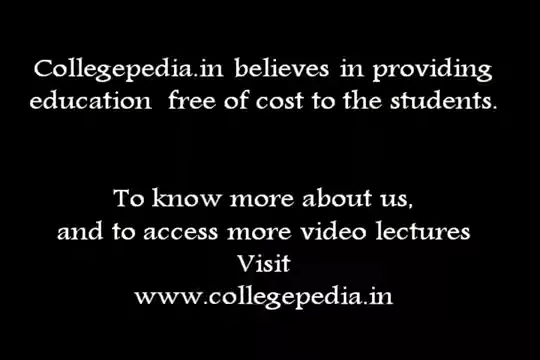 Collegepedia.in believes in providing
education  free of cost to the students.
To know more about us,
and to access more video lectures
Visit
www.collegepedia.in